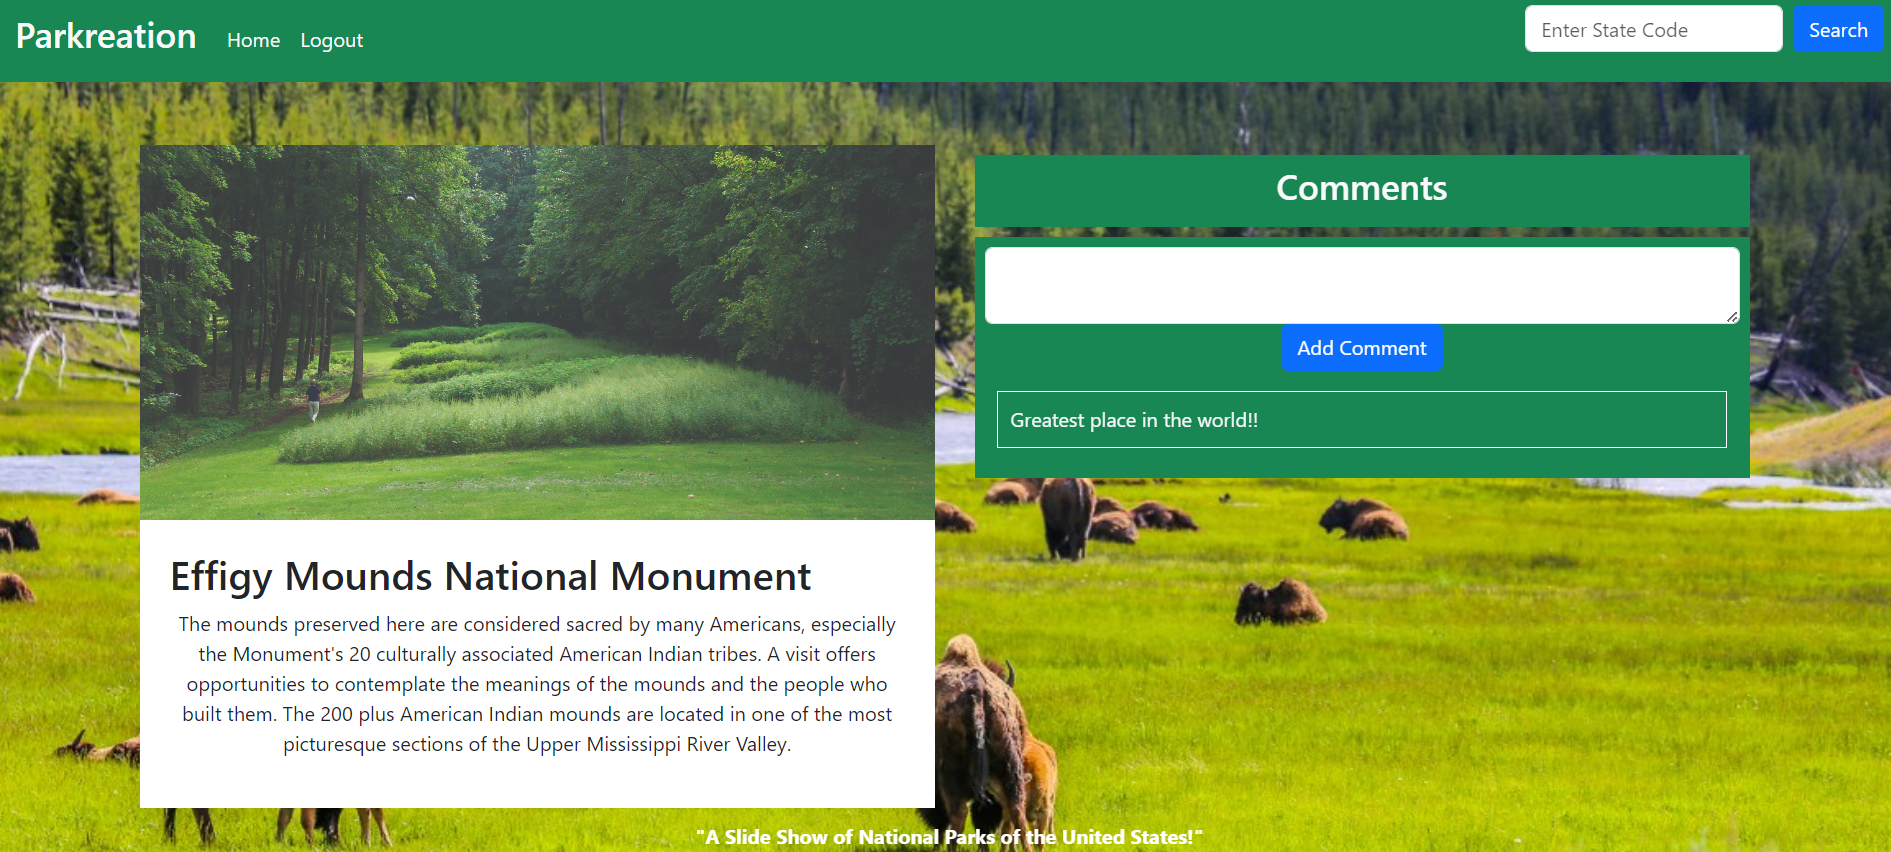 Parkreation Home Logout Enter State Code Search
Comments
Add Comment
Greatest place in the world!!
Effigy Mounds National Monument
The mounds preserved here are considered sacred by many Americans, especially
the Monument's 20 culturally associated American Indian tribes. A visit offers
opportunities to contemplate the meanings of the mounds and the people who
built them. The 200 plus American Indian mounds are located in one of the most
picturesque sections of the Upper Mississippi River Valley.
"A Slide Show of National Parks of the United States!"